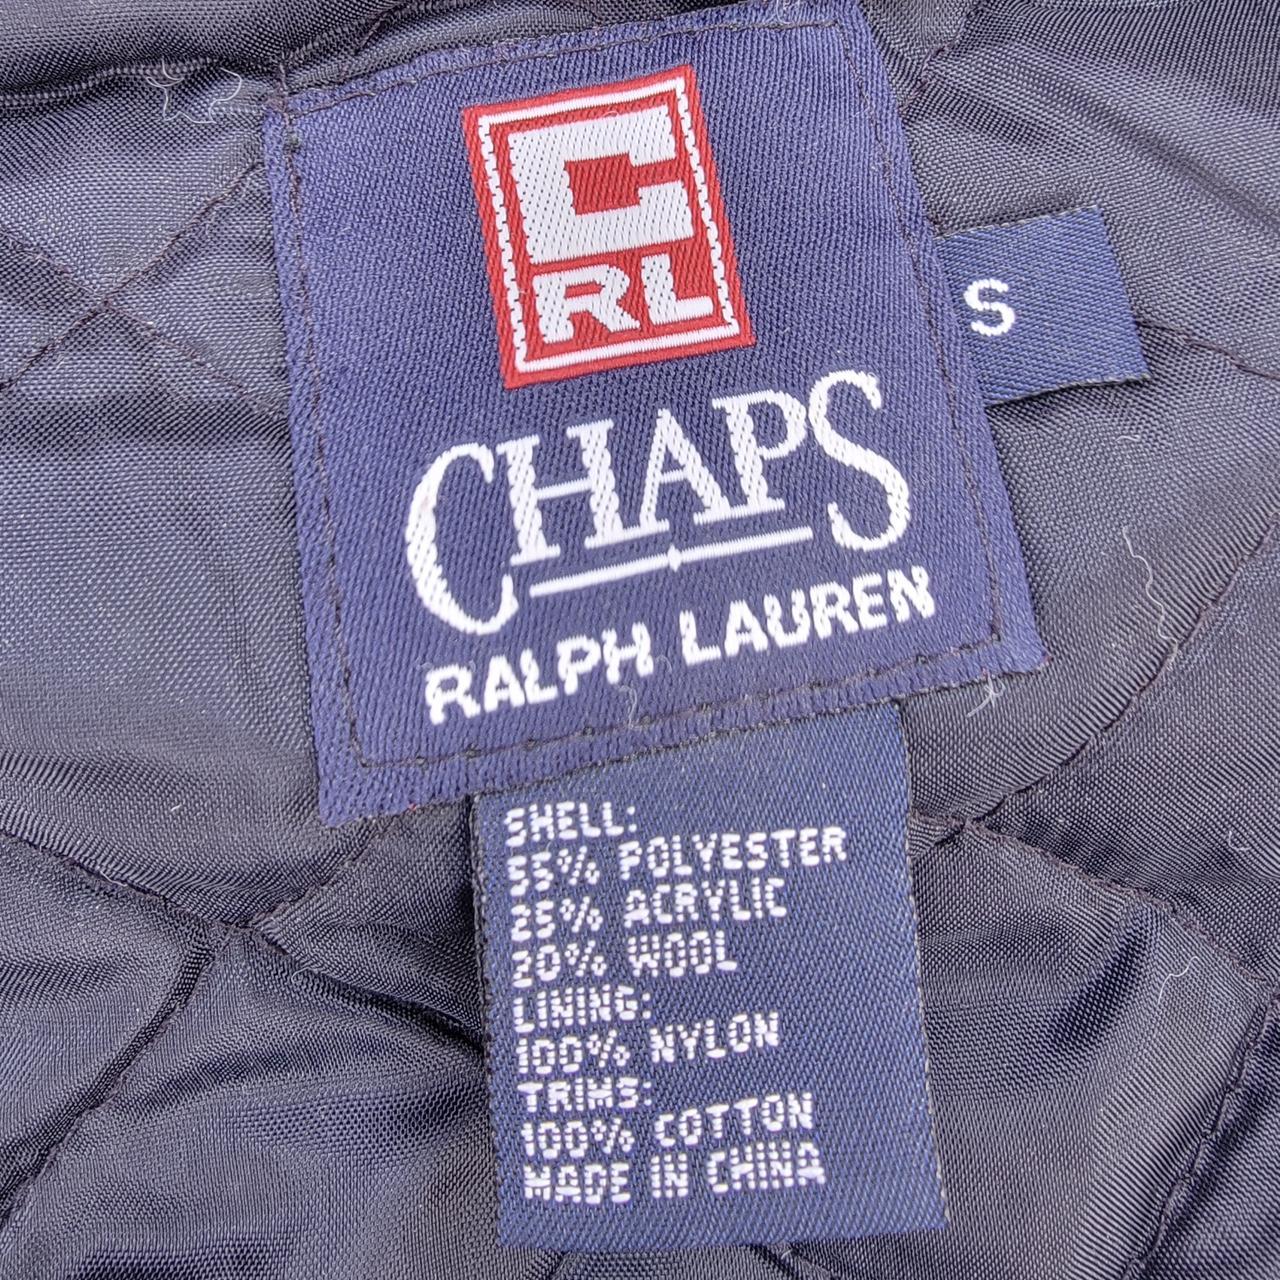 C
RL
CHAPS
RALPH LAUREN
S
SHELL:
55% POLYESTER
25% ACRYLIC
20% WOOL
LINING:
100% NYLON
TRIMS:
100% COTTON
MADE IN CHINA